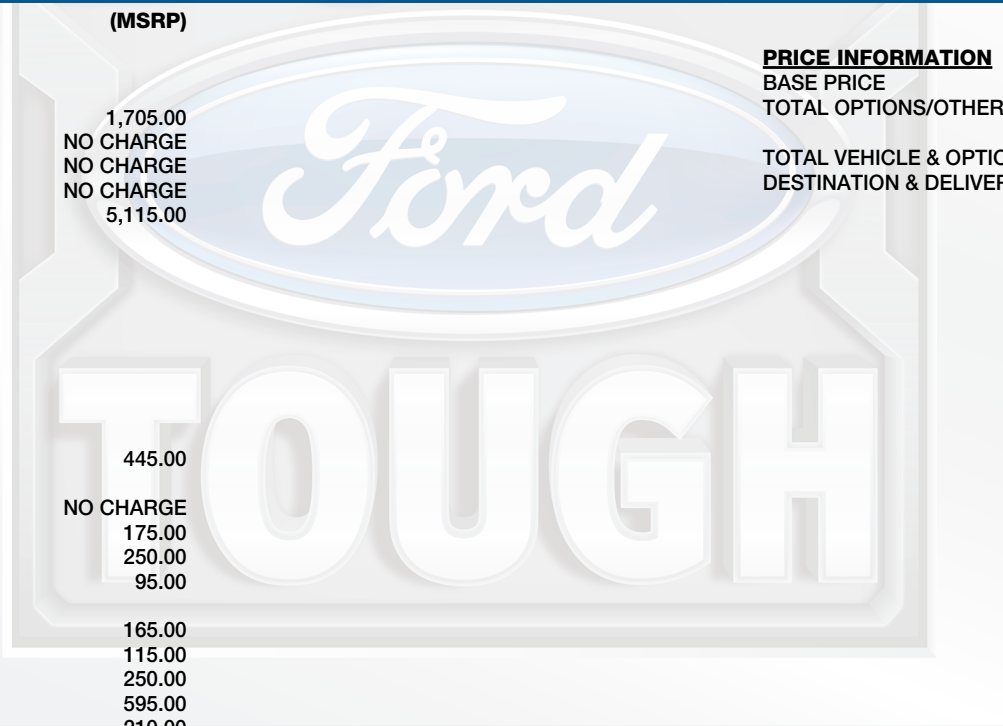 (MSRP)
1,705.00
NO CHARGE
NO CHARGE
NO CHARGE
5,115.00
445.00
NO CHARGE
175.00
250.00
95.00
165.00
115.00
250.00
595.00
PRICE INFORMATION
BASE PRICE
TOTAL OPTIONS/OTHER
TOTAL VEHICLE &
DESTINATION &
Ford
TOUGH